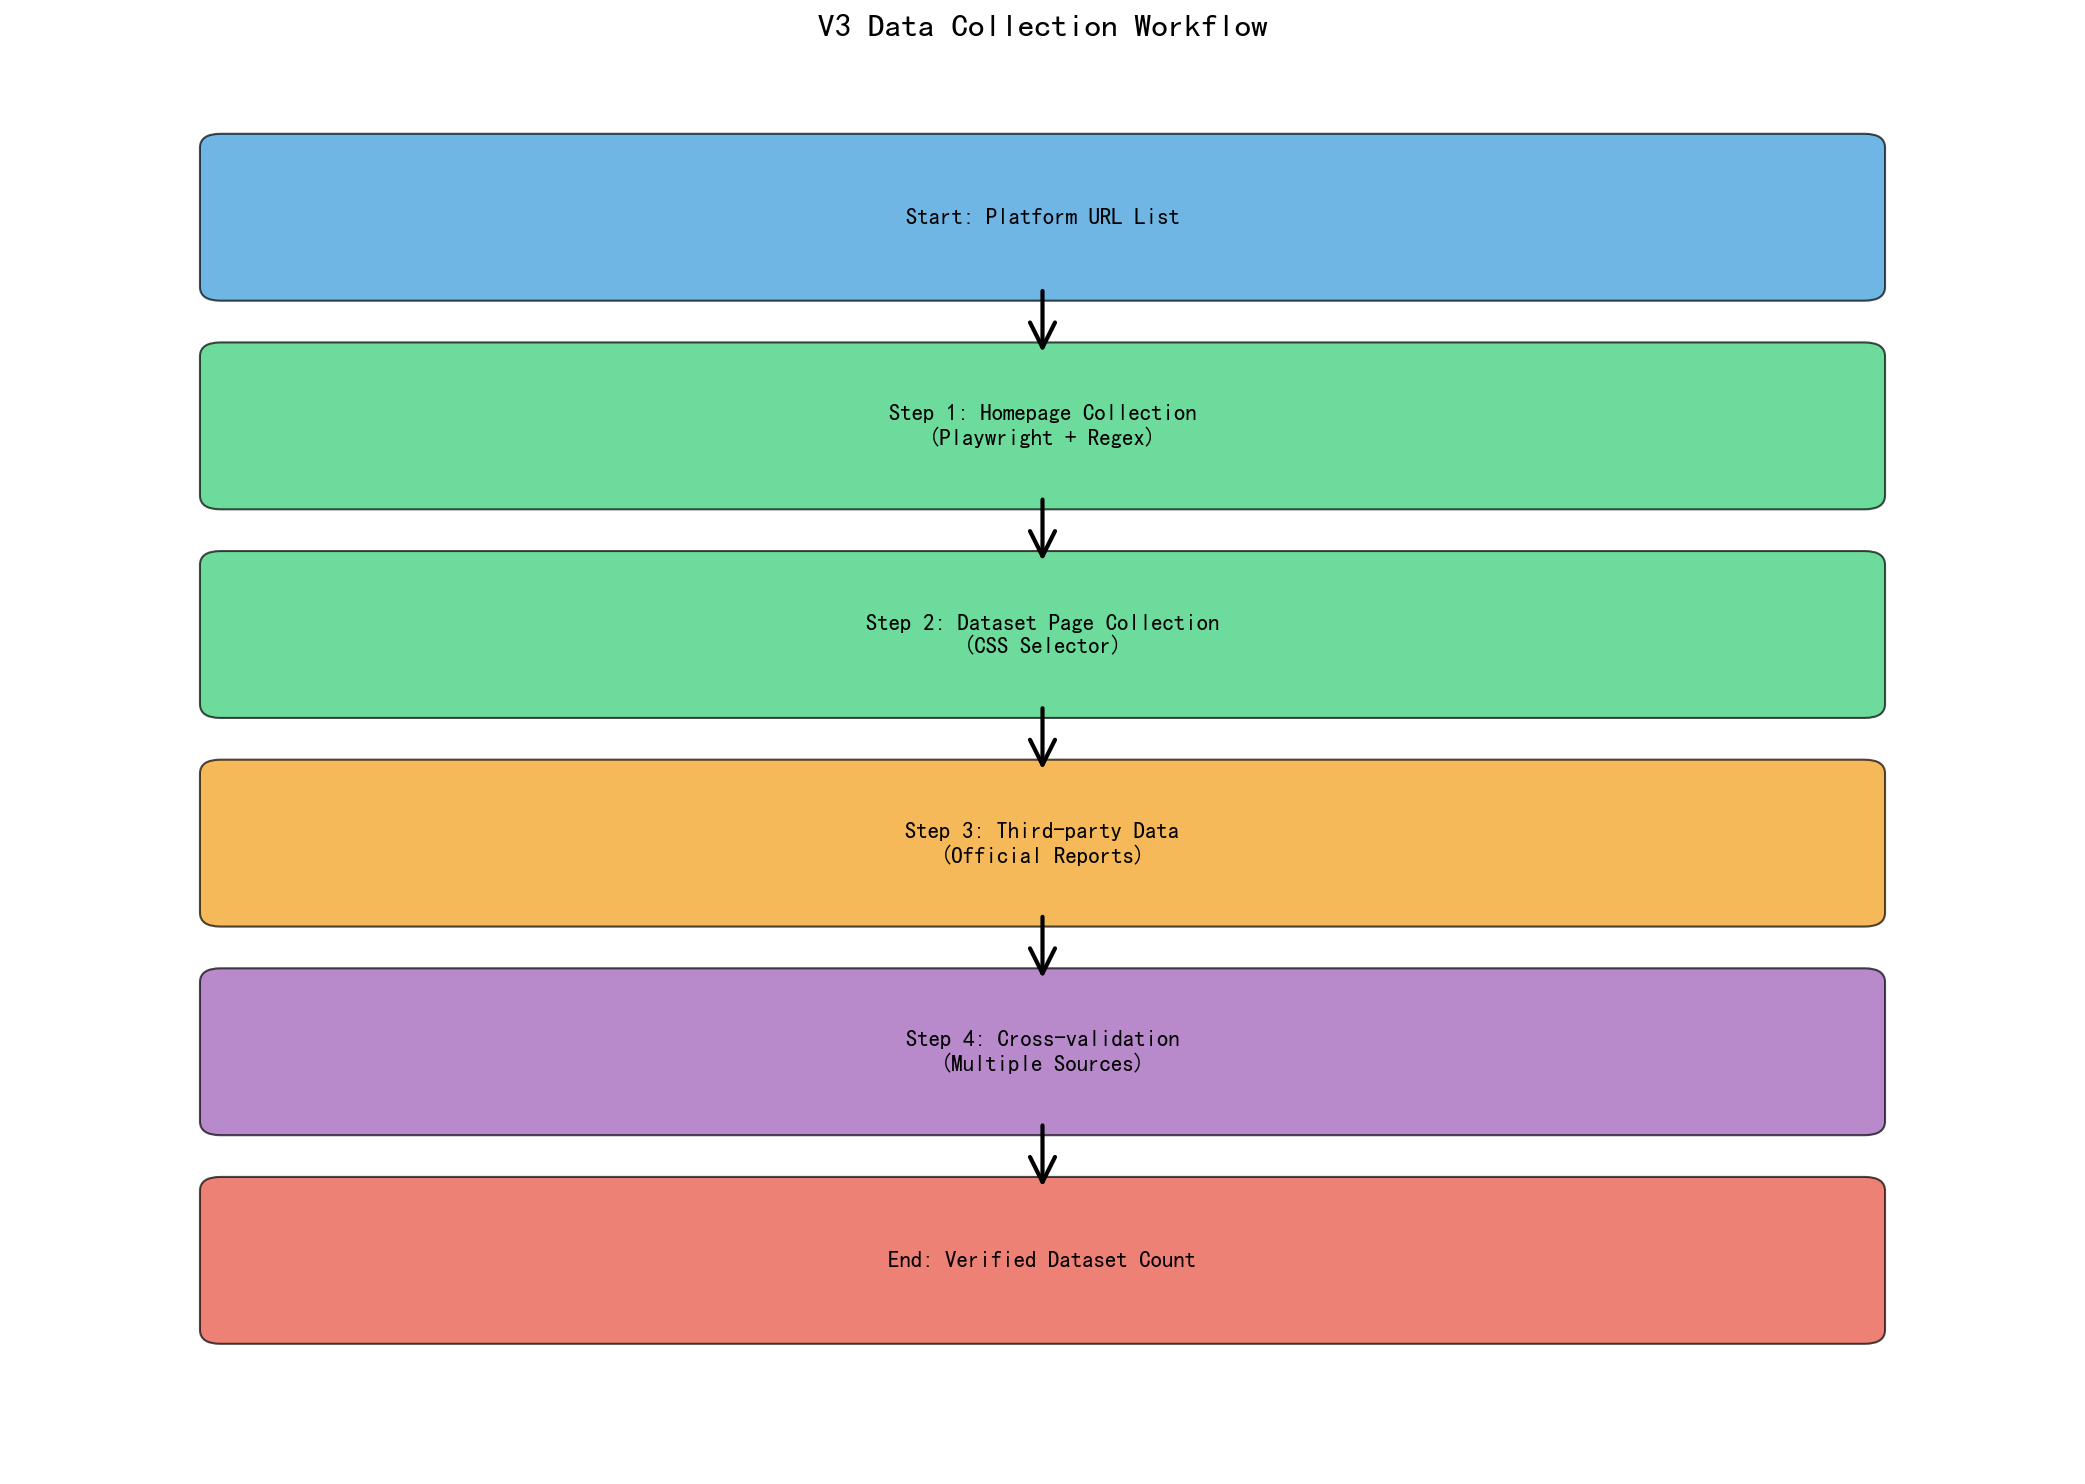 V3 Data Collection Workflow
Start: Platform URL List
Step 1: Homepage Collection
(Playwright + Regex)
Step 2: Dataset Page Collection
(CSS Selector)
Step 3: Third-party Data
(Official Reports)
Step 4: Cross-validation
(Multiple Sources)
End: Verified Dataset Count